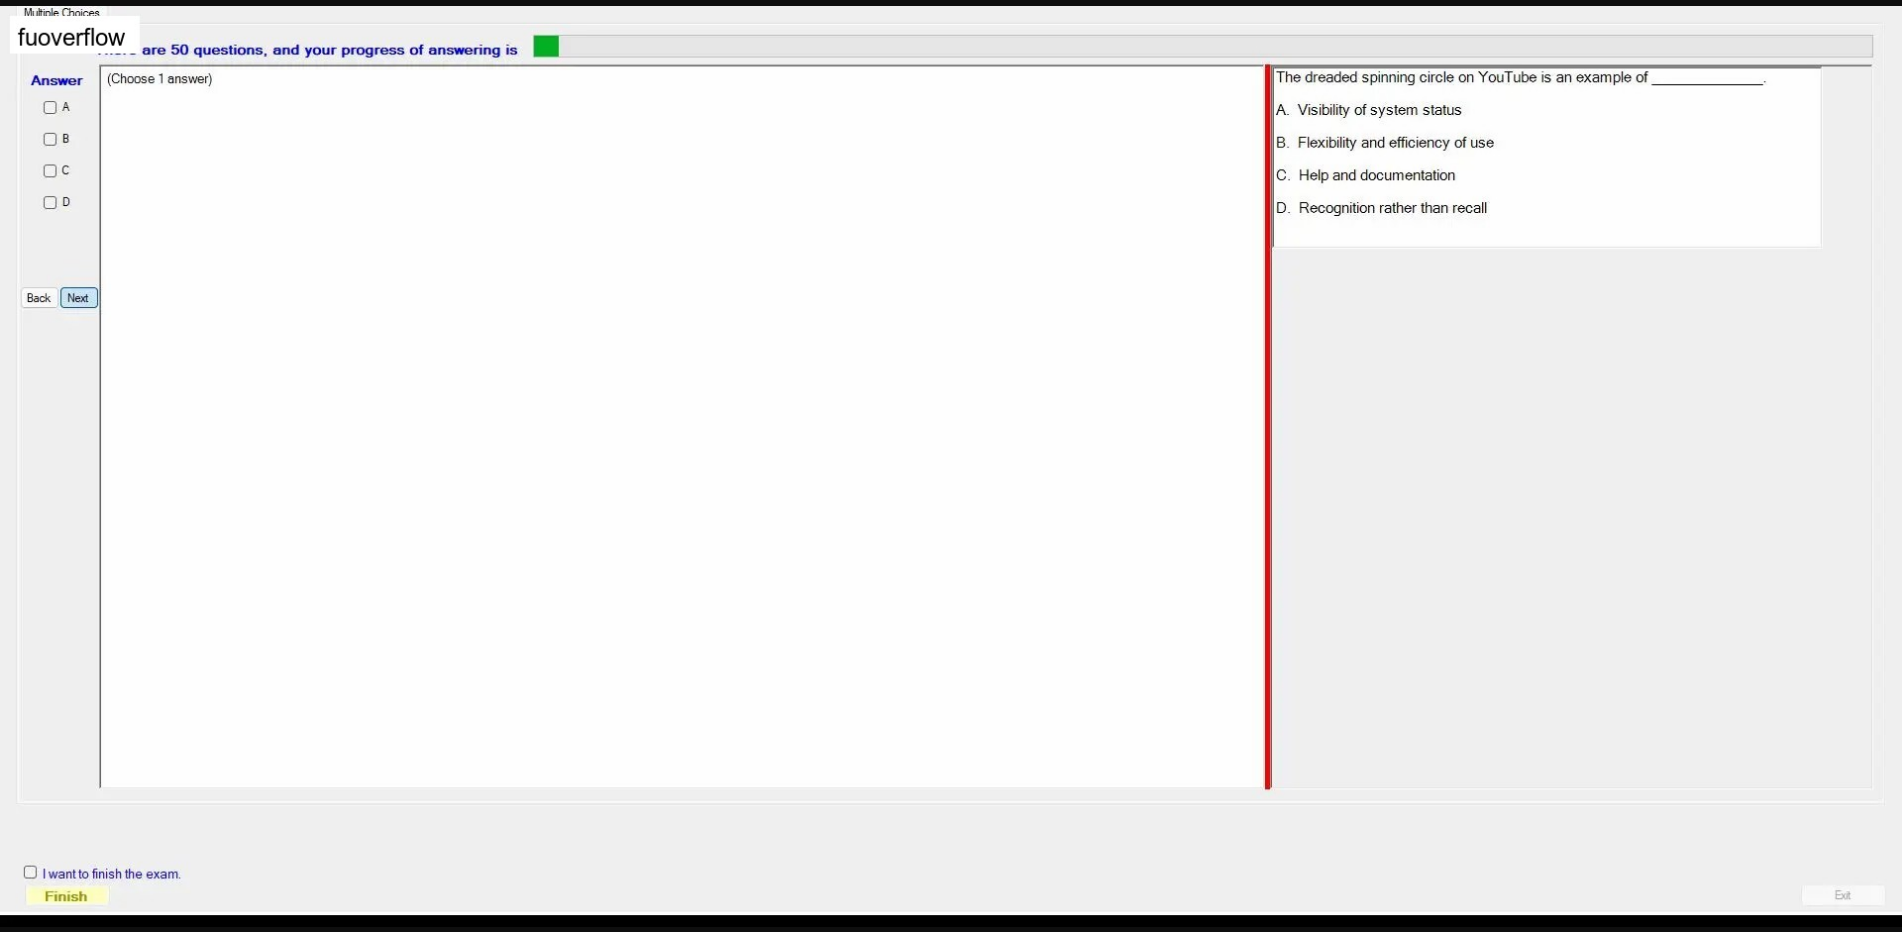 Multiple Choices
fuoverflow
are 50 questions, and your progress of answering is
Answer
(Choose 1 answer)
A
B
C
D
Back Next
The dreaded spinning circle on YouTube is an example of ______________.
A. Visibility of system status
B. Flexibility and efficiency of use
C. Help and documentation
D. Recognition rather than recall
I want to finish the exam.
Finish
Exit